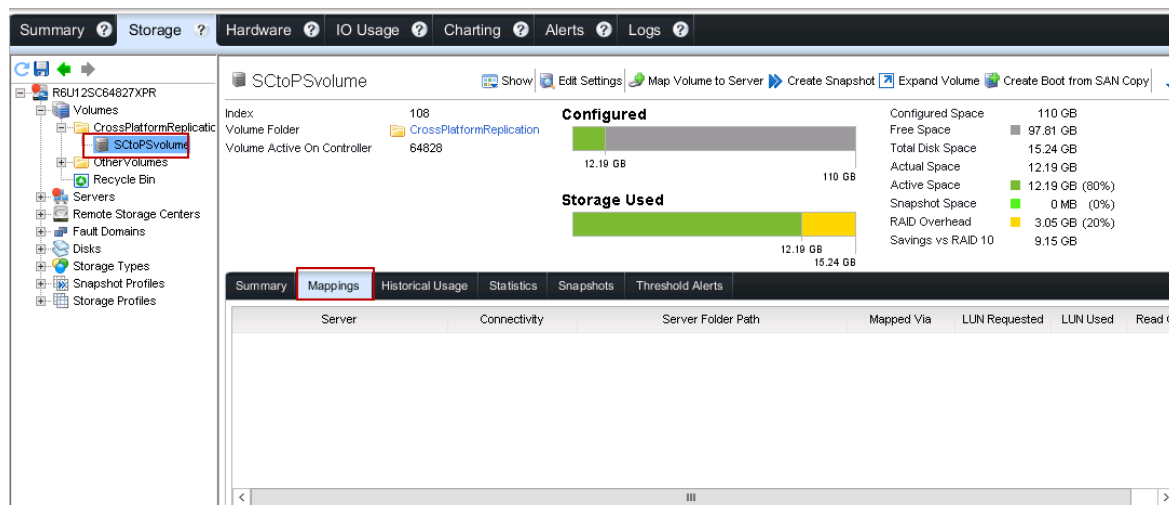 Summary ? Storage ? Hardware ? IO Usage ? Charting ? Alerts ? Logs ?
R6U12SC64827XPR
Volumes
CrossPlatformReplicatic
SCtoPSvolume
OtherVolumes
Recycle Bin
Servers
Remote Storage Centers
Fault Domains
Disks
Storage Types
Snapshot Profiles
Storage Profiles
SCtoPSvolume Show Edit Settings Map Volume to Server Create Snapshot Expand Volume Create Boot from SAN Copy
Index 108
Volume Folder CrossPlatformReplication
Volume Active On Controller 64828
Configured
12.19 GB
110 GB
Storage Used
12.19 GB
15.24 GB
Configured Space 110 GB
Free Space 97.81 GB
Total Disk Space 15.24 GB
Actual Space 12.19 GB
Active Space 12.19 GB (80%)
Snapshot Space 0 MB (0%)
RAID Overhead 3.05 GB (20%)
Savings vs RAID 10 9.15 GB
Summary Mappings Historical Usage Statistics Snapshots Threshold Alerts
Server Connectivity Server Folder Path Mapped Via LUN Requested LUN Used Read